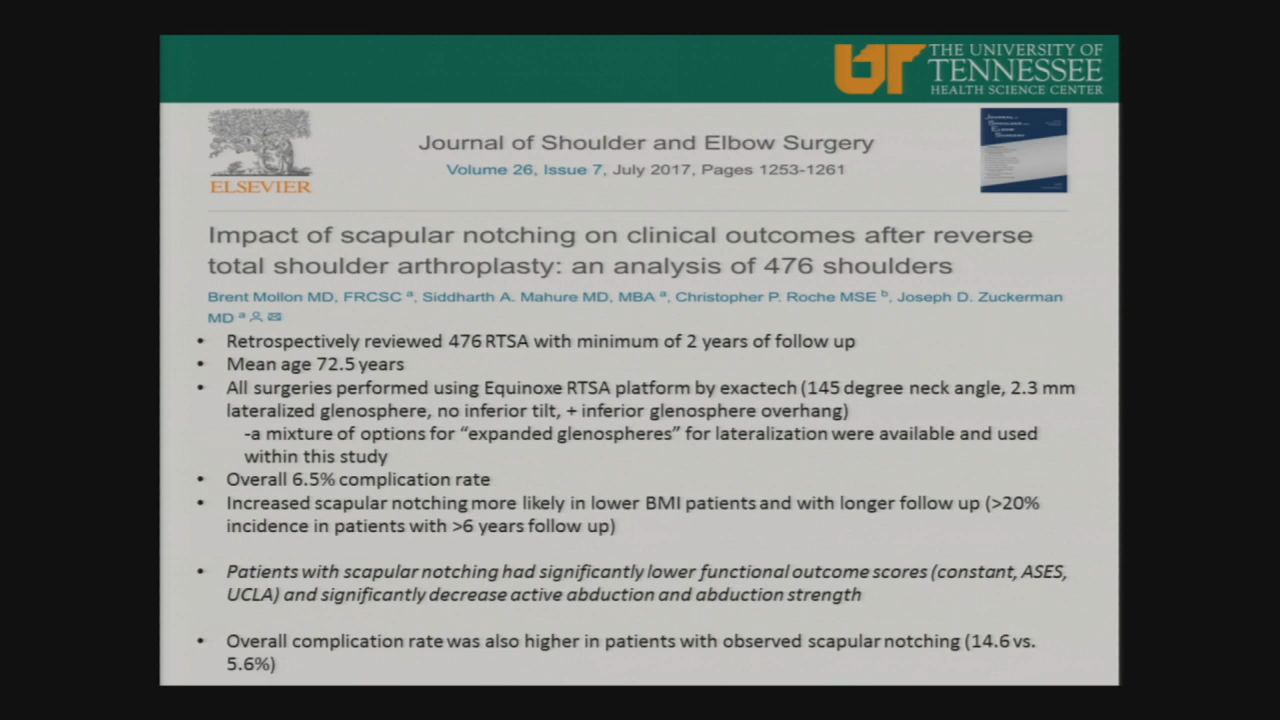 UT THE UNIVERSITY OF
TENNESSEE
HEALTH SCIENCE CENTER
ELSEVIER
Journal of Shoulder and Elbow Surgery
Volume 26, Issue 7, July 2017, Pages 1253-1261
Impact of scapular notching on clinical outcomes after reverse
total shoulder arthroplasty: an analysis of 476 shoulders
Brent Mollon MD, FRCSC a, Siddharth A. Mahure MD, MBA a, Christopher P. Roche MSE b, Joseph D. Zuckerman
MD a
• Retrospectively reviewed 476 RTSA with minimum of 2 years of follow up
• Mean age 72.5 years
• All surgeries performed using Equinoxe RTSA platform by exactech (145 degree neck angle, 2.3 mm
lateralized glenosphere, no inferior tilt, + inferior glenosphere overhang)
-a mixture of options for “expanded glenospheres” for lateralization were available and used
within this study
• Overall 6.5% complication rate
• Increased scapular notching more likely in lower BMI patients and with longer follow up (>20%
incidence in patients with >6 years follow up)
• Patients with scapular notching had significantly lower functional outcome scores (constant, ASES,
UCLA) and significantly decrease active abduction and abduction strength
• Overall complication rate was also higher in patients with observed scapular notching (14.6 vs.
5.6%)